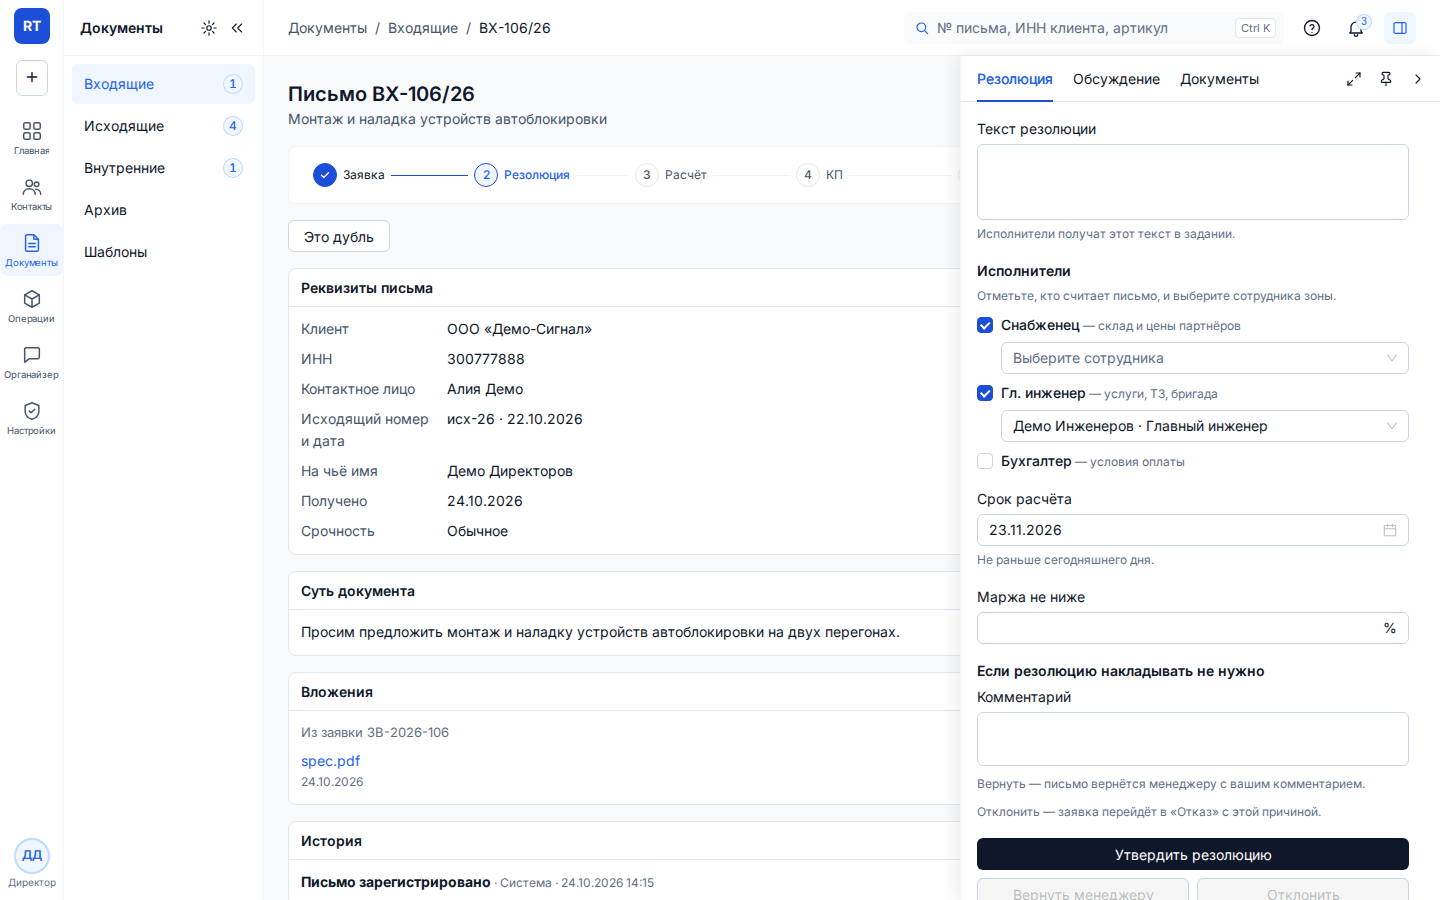 RT
Главная
Контакты
Документы
Операции
Органайзер
Настройки
ДД
Директор
Документы
Входящие 1
Исходящие 4
Внутренние 1
Архив
Шаблоны
Документы / Входящие / ВХ-106/26
№ письма, ИНН клиента, артикул Ctrl K
3
Письмо ВХ-106/26
Монтаж и наладка устройств автоблокировки
Заявка 2 Резолюция 3 Расчёт 4 КП
Это дубль
Реквизиты письма
Клиент ООО «Демо-Сигнал»
ИНН 300777888
Контактное лицо Алия Демо
Исходящий номер исх-26 · 22.10.2026
и дата
На чьё имя Демо Директоров
Получено 24.10.2026
Срочность Обычное
Суть документа
Просим предложить монтаж и наладку устройств автоблокировки на двух перегонах.
Вложения
Из заявки ЗВ-2026-106
spec.pdf
24.10.2026
История
Письмо зарегистрировано · Система · 24.10.2026 14:15
Резолюция Обсуждение Документы
Текст резолюции
Исполнители получат этот текст в задании.
Исполнители
Отметьте, кто считает письмо, и выберите сотрудника зоны.
Снабженец — склад и цены партнёров
Выберите сотрудника
Гл. инженер — услуги, ТЗ, бригада
Демо Инженеров · Главный инженер
Бухгалтер — условия оплаты
Срок расчёта
23.11.2026
Не раньше сегодняшнего дня.
Маржа не ниже
%
Если резолюцию накладывать не нужно
Комментарий
Вернуть — письмо вернётся менеджеру с вашим комментарием.
Отклонить — заявка перейдёт в «Отказ» с этой причиной.
Утвердить резолюцию
Вернуть менеджеру Отклонить